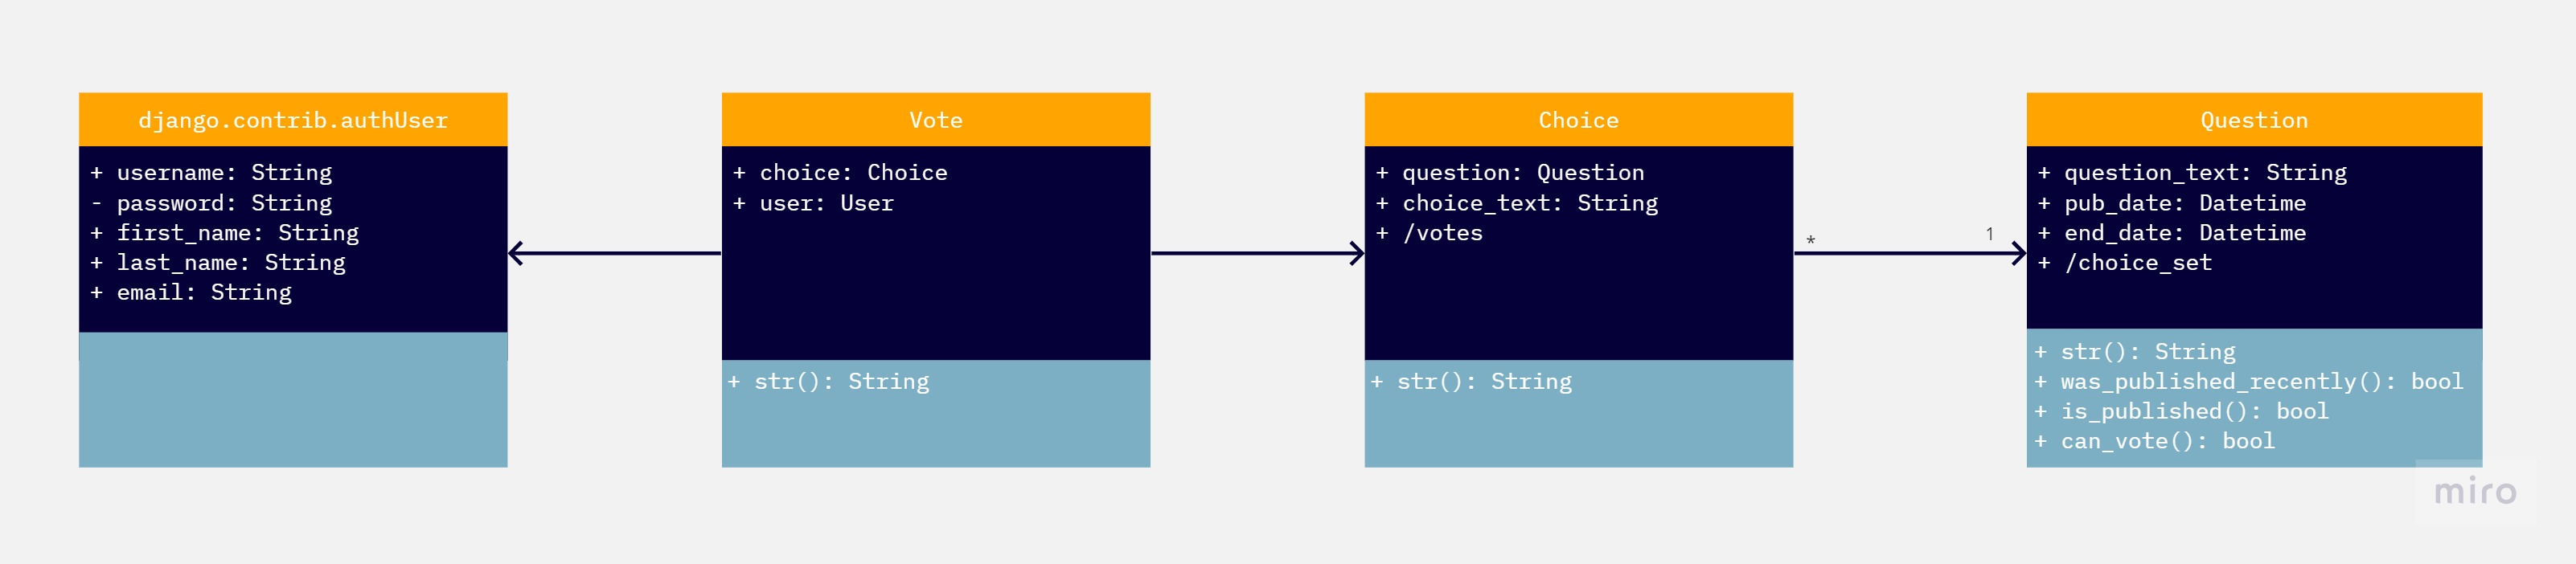 django.contrib.authUser
+ username: String
- password: String
+ first_name: String
+ last_name: String
+ email: String
Vote
+ choice: Choice
+ user: User
+ str(): String
Choice
+ question: Question
+ choice_text: String
+ /votes
+ str(): String
* 1
Question
+ question_text: String
+ pub_date: Datetime
+ end_date: Datetime
+ /choice_set
+ str(): String
+ was_published_recently(): bool
+ is_published(): bool
+ can_vote(): bool
miro